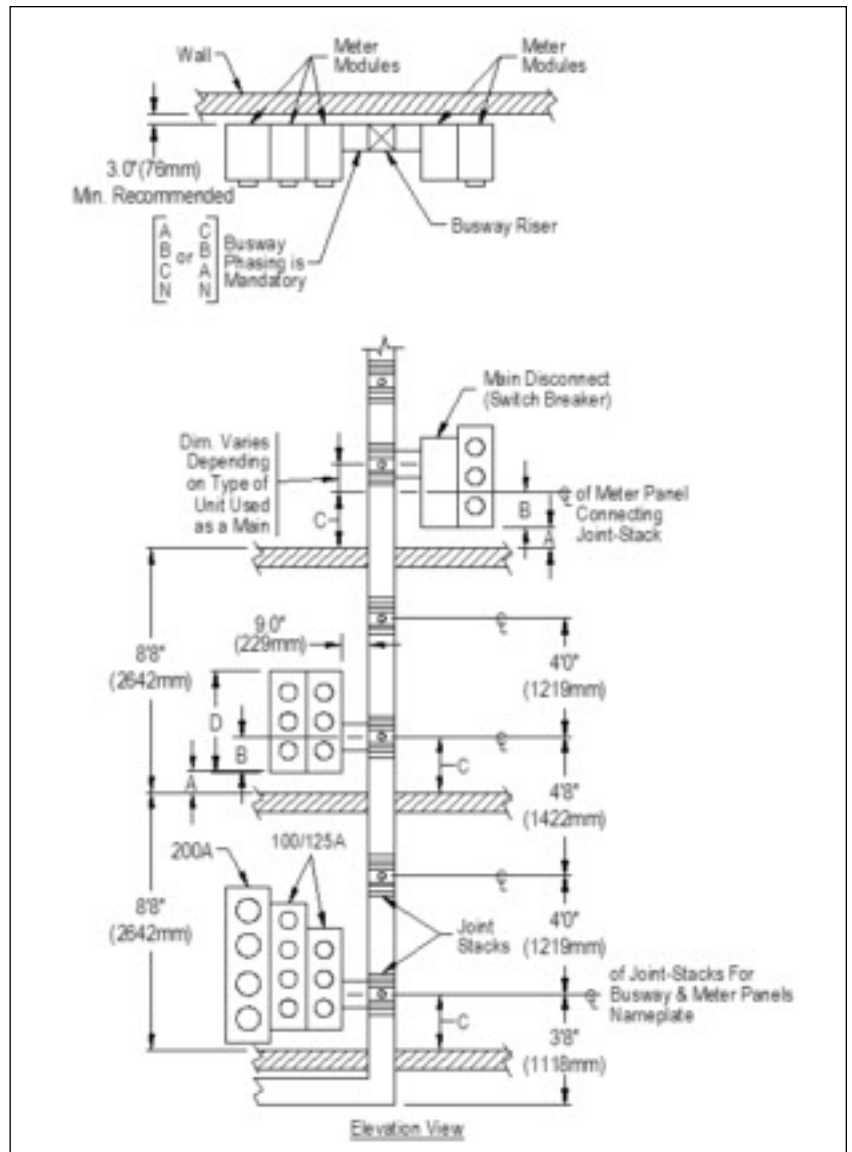 Wall
Meter
Modules
Meter
Modules
3.0"(76mm)
Min. Recommended
Busway Riser
A C
B or B
C A
N N
Busway
Phasing is
Mandatory
Main Disconnect
(Switch Breaker)
Dim. Varies
Depending
on Type of
Unit Used
as a Main
C
B
A
℄ of Meter Panel
Connecting
Joint-Stack
9.0"
(229mm)
8'8"
(2642mm)
℄
4'0"
(1219mm)
D
B
A
C
℄
4'8"
(1422mm)
200A
100/125A
℄
8'8"
(2642mm)
Joint
Stacks
4'0"
(1219mm)
℄ of Joint-Stacks For
Busway & Meter Panels
Nameplate
C
3'8"
(1118mm)
Elevation View